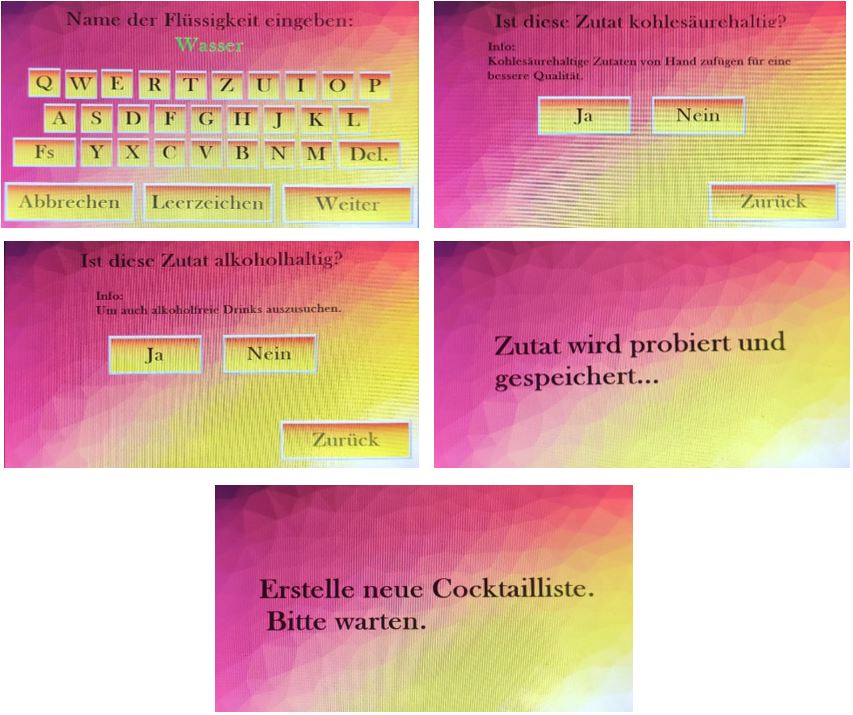 Name der Flüssigkeit eingeben:
Wasser
Q W E R T Z U I O P
A S D F G H J K L
Fs Y X C V B N M Del.
Abbrechen Leerzeichen Weiter
Ist diese Zutat kohlesäurehaltig?
Info:
Kohlesäurehaltige Zutaten von Hand zufügen für eine
bessere Qualität.
Ja Nein
Zurück
Ist diese Zutat alkoholhaltig?
Info:
Um auch alkoholfreie Drinks auszusuchen.
Ja Nein
Zurück
Zutat wird probiert und
gespeichert...
Erstelle neue Cocktailliste.
Bitte warten.